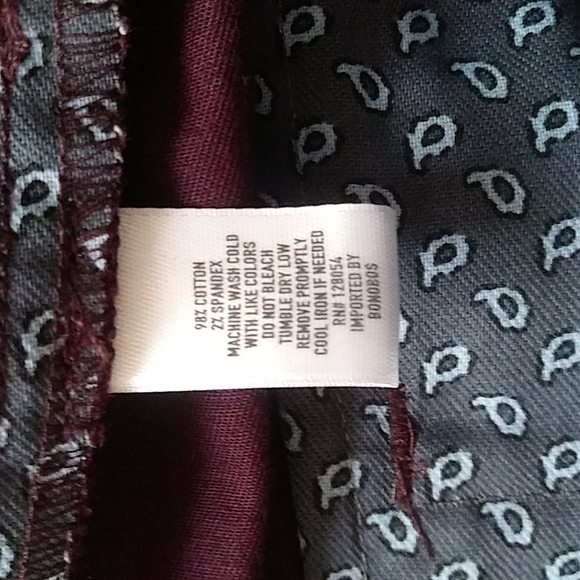 98% COTTON
2% SPANDEX
MACHINE WASH COLD
WITH LIKE COLORS
DO NOT BLEACH
TUMBLE DRY LOW
REMOVE PROMPTLY
COOL IRON IF NEEDED
RN# 128054
IMPORTED BY
BONOBOS